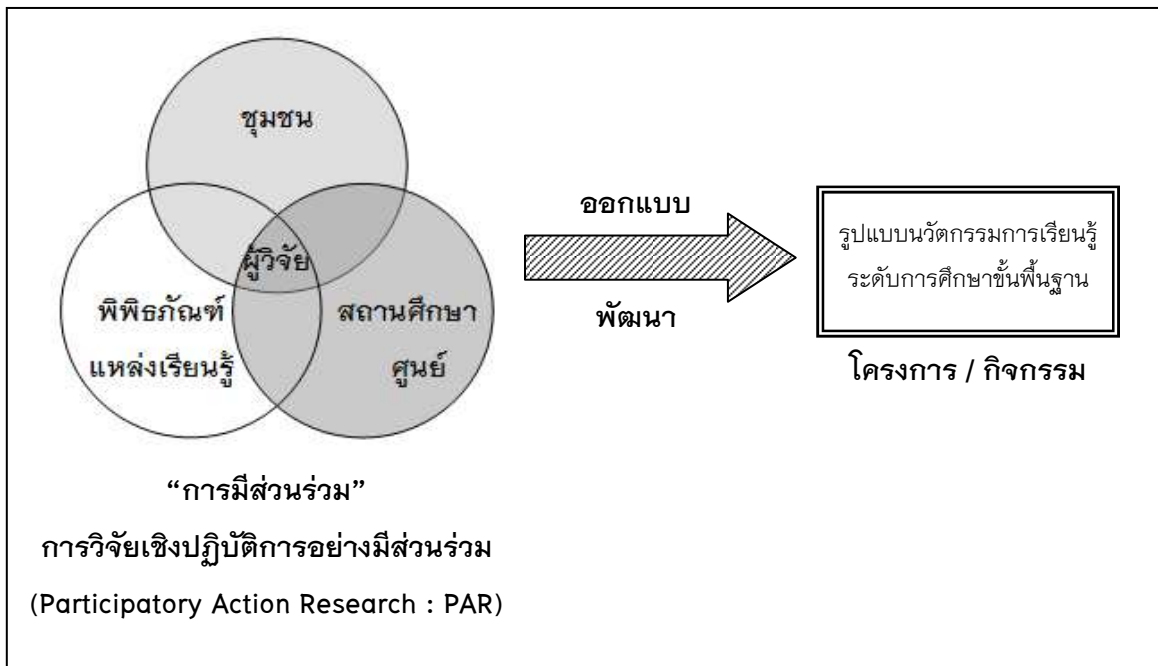 ชุมชน
ผู้วิจัย
พิพิธภัณฑ์
แหล่งเรียนรู้
สถานศึกษา
ศูนย์
“การมีส่วนร่วม”
การวิจัยเชิงปฏิบัติการอย่างมีส่วนร่วม
(Participatory Action Research : PAR)
ออกแบบ
พัฒนา
รูปแบบนวัตกรรมการเรียนรู้
ระดับการศึกษาขั้นพื้นฐาน
โครงการ / กิจกรรม